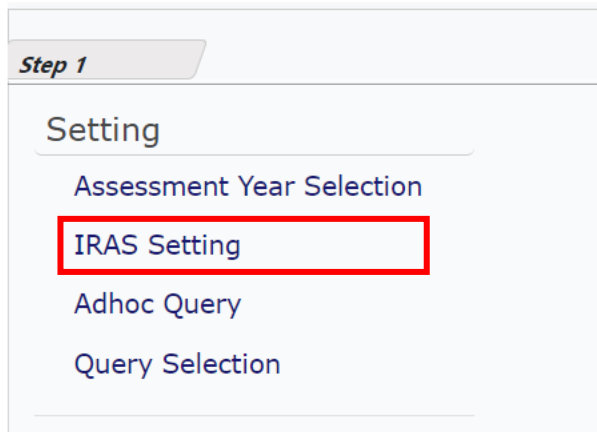 Step 1
Setting
Assessment Year Selection
IRAS Setting
Adhoc Query
Query Selection